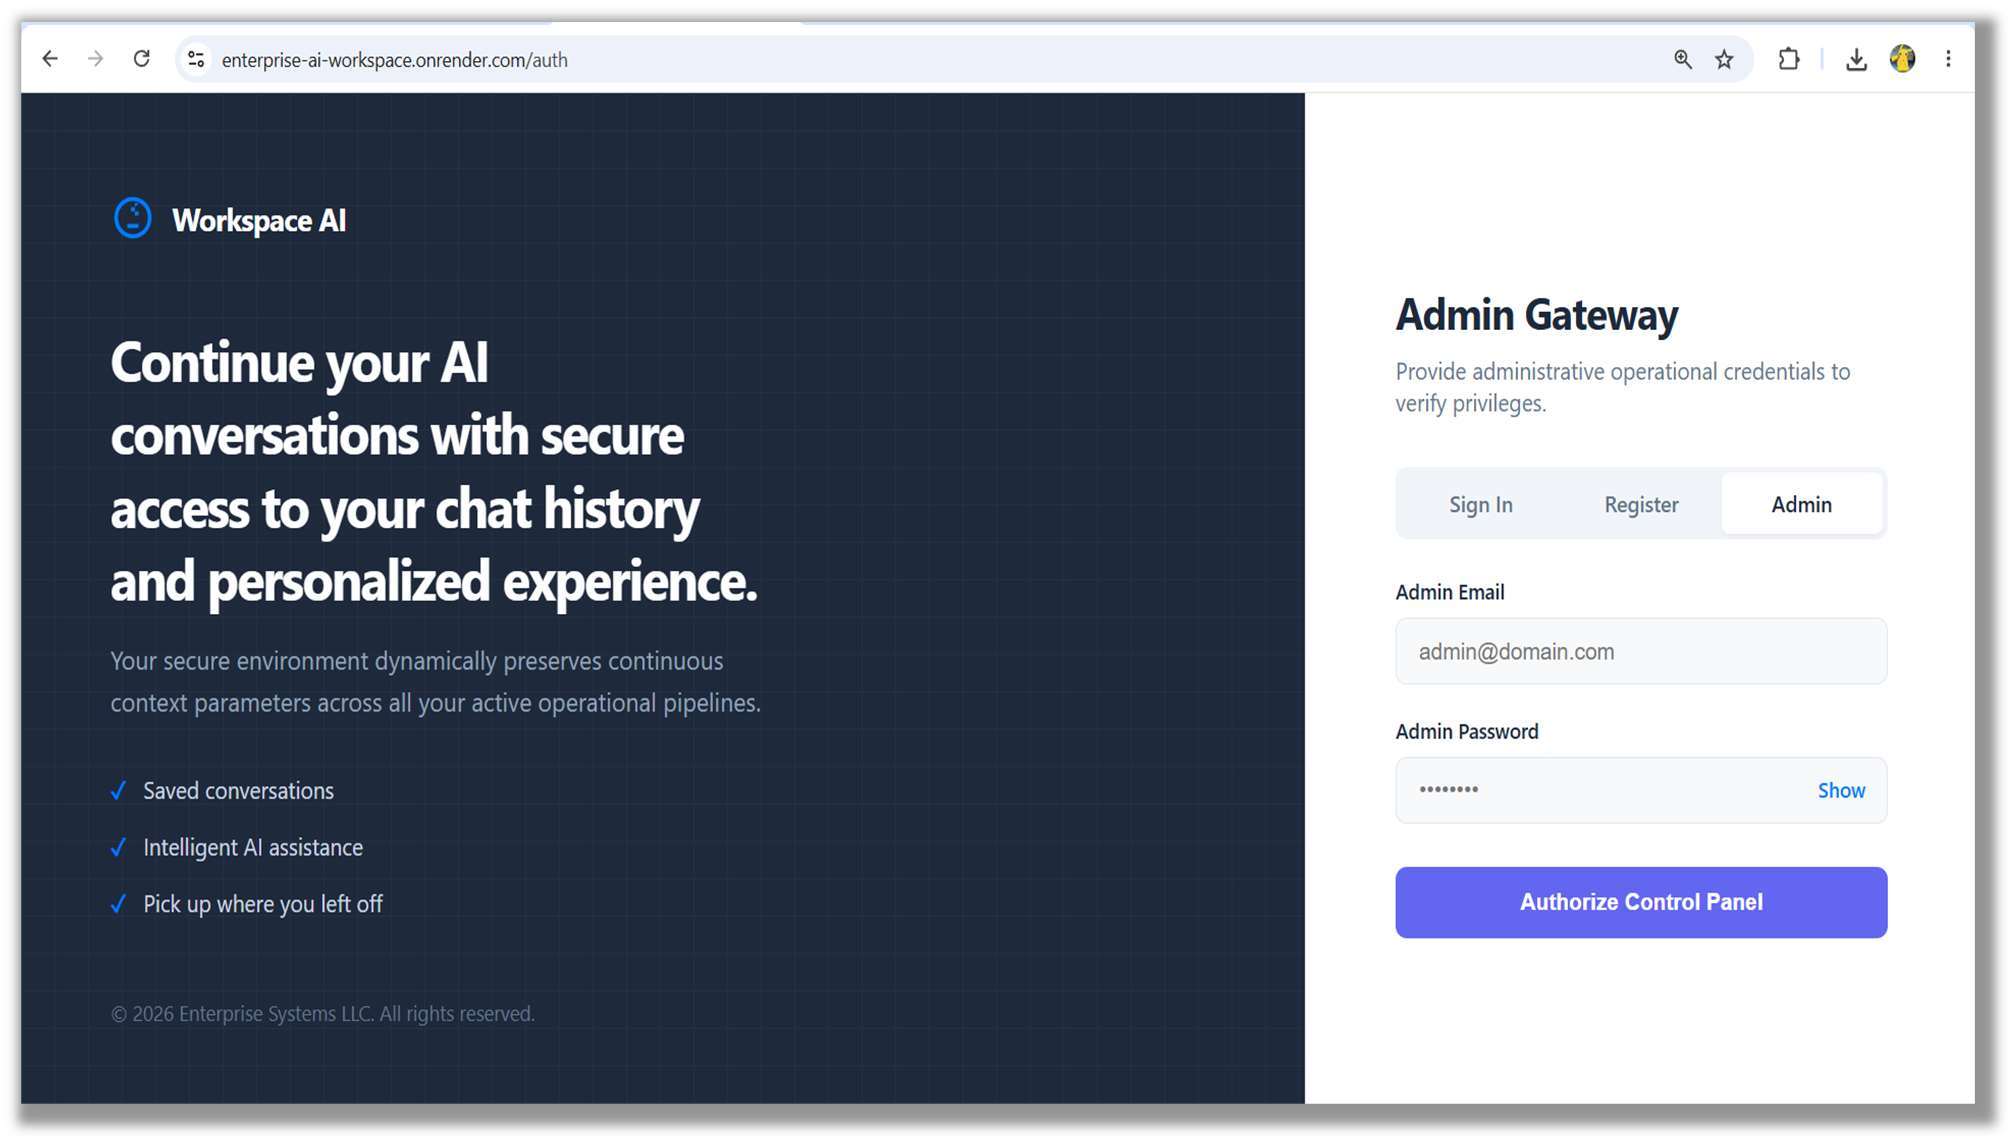 enterprise-ai-workspace.onrender.com/auth
Workspace AI
Continue your AI
conversations with secure
access to your chat history
and personalized experience.
Your secure environment dynamically preserves continuous
context parameters across all your active operational pipelines.
✓ Saved conversations
✓ Intelligent AI assistance
✓ Pick up where you left off
© 2026 Enterprise Systems LLC. All rights reserved.
Admin Gateway
Provide administrative operational credentials to
verify privileges.
Sign In Register Admin
Admin Email
admin@domain.com
Admin Password
•••••••• Show
Authorize Control Panel